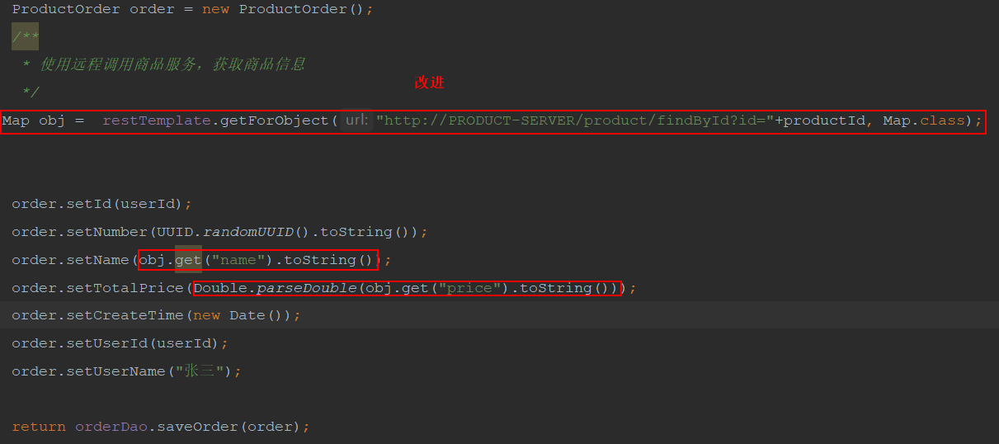 ProductOrder order = new ProductOrder();
/**
* 使用远程调用商品服务，获取商品信息
改进
*/
Map obj = restTemplate.getForObject( url: "http://PRODUCT-SERVER/product/findById?id="+productId, Map.class);
order.setId(userId);
order.setNumber(UUID.randomUUID().toString());
order.setName(obj.get("name").toString());
order.setTotalPrice(Double.parseDouble(obj.get("price").toString()));
order.setCreateTime(new Date());
order.setUserId(userId);
order.setUserName("张三");
return orderDao.saveOrder(order);